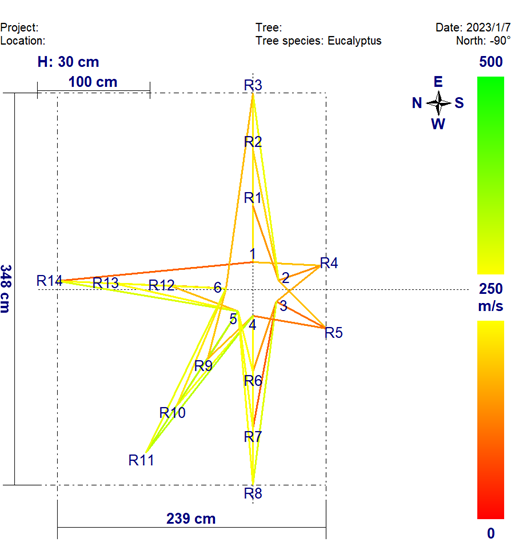 Project:
Tree:
Date: 2023/1/7
Location:
Tree species: Eucalyptus
North: -90°
H: 30 cm
500
100 cm
E
N
S
W
R3
R2
R1
1
R4
2
R14
R13
R12
6
3
250
m/s
348 cm
5
4
R5
R9
R6
R10
R7
R11
R8
239 cm
0